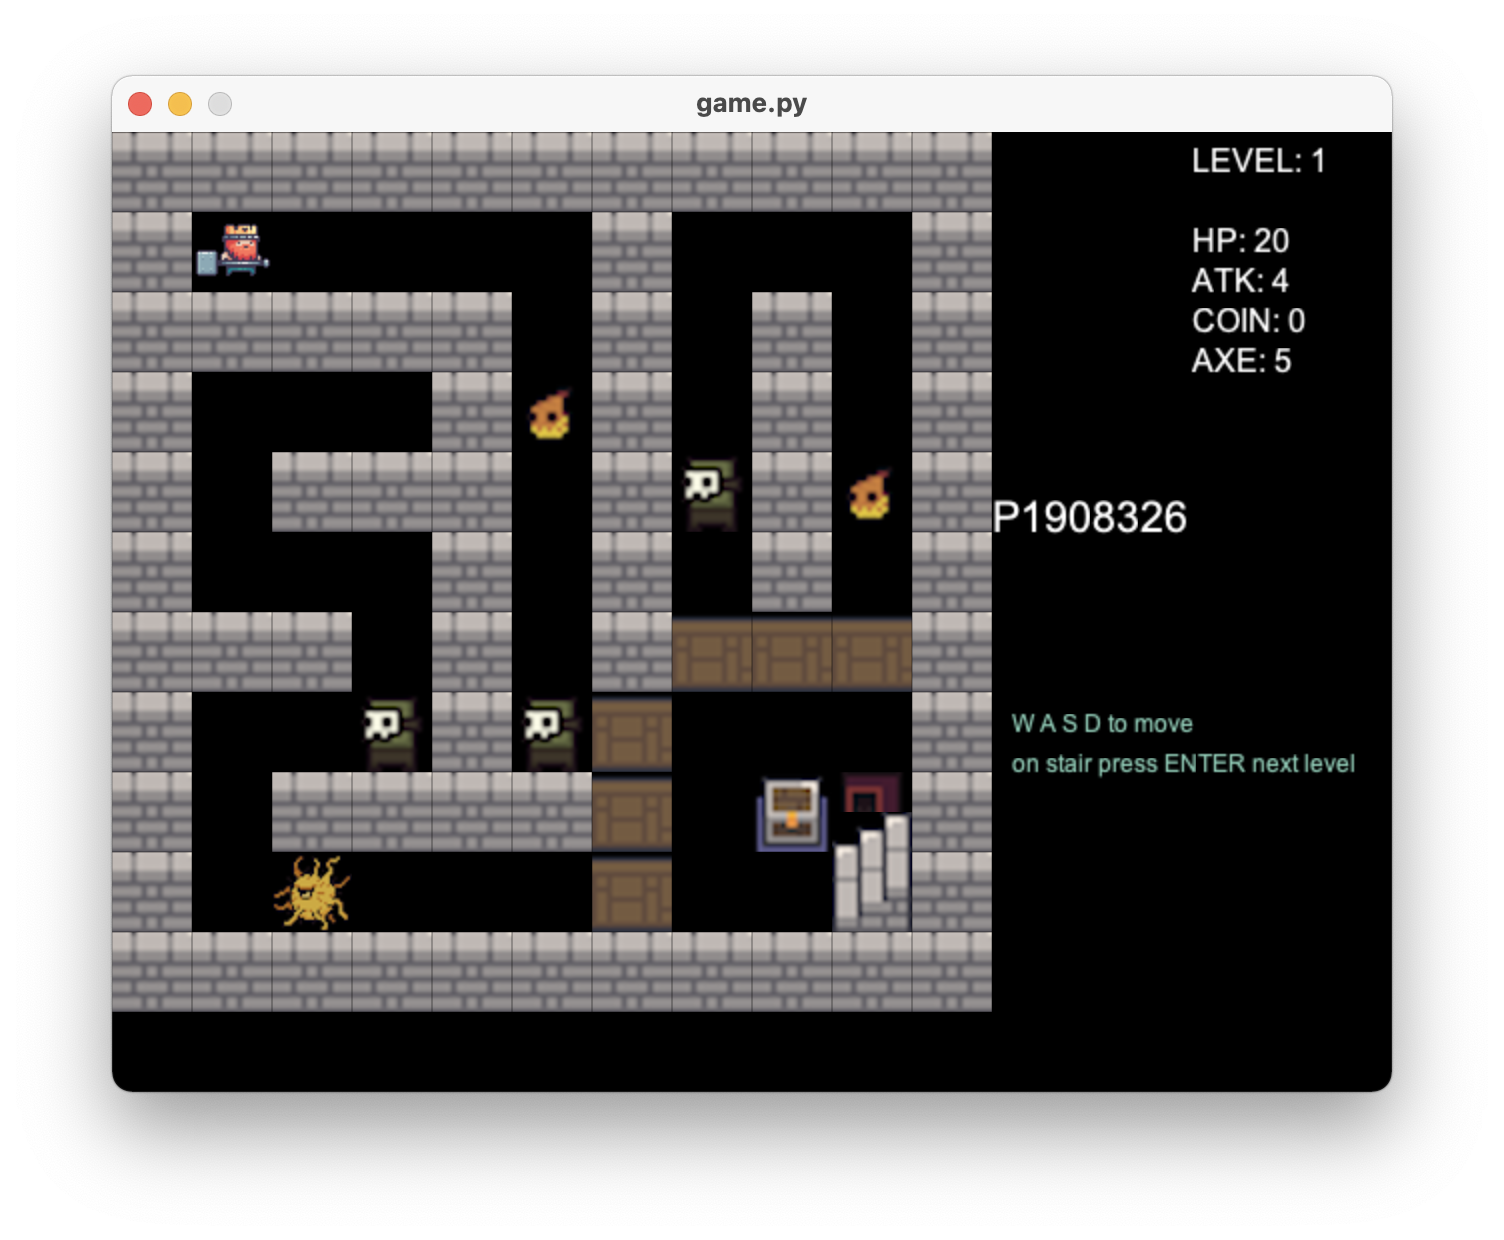 game.py
LEVEL: 1
HP: 20
ATK: 4
COIN: 0
AXE: 5
P1908326
W A S D to move
on stair press ENTER next level